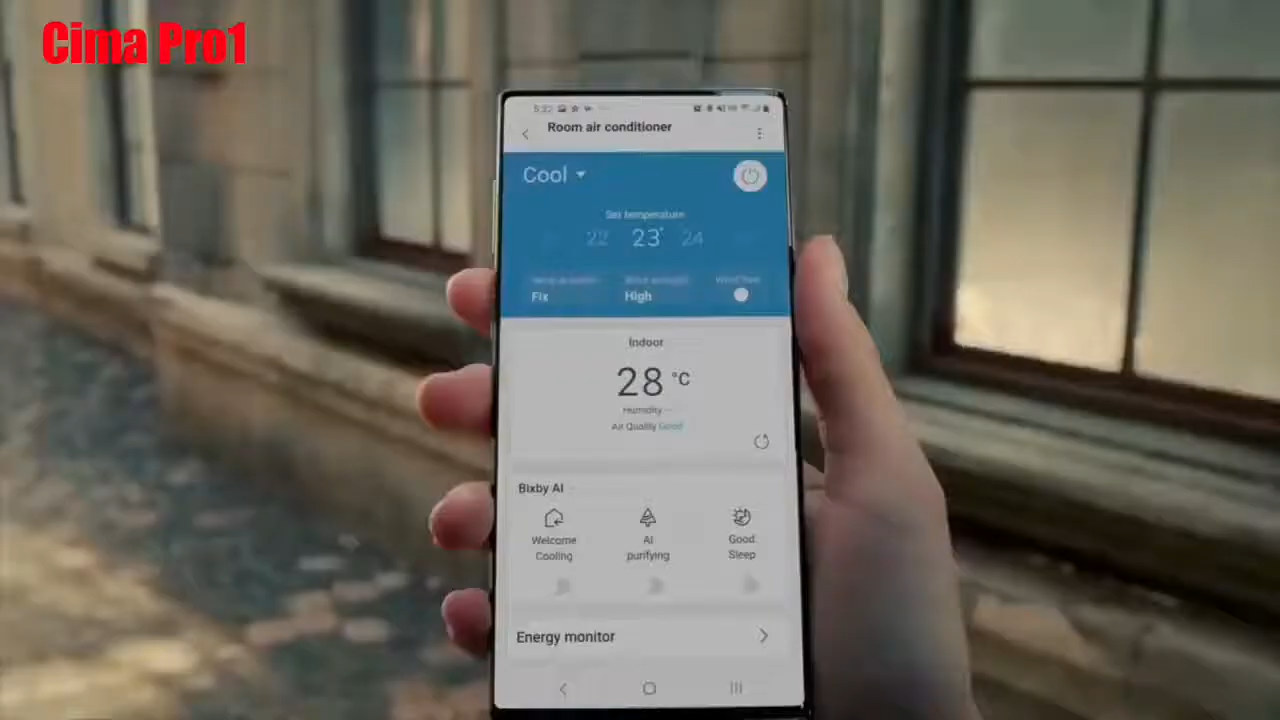 Cima Pro1
Room air conditioner
Cool
Set temperature
22 23° 24
Fix High
Indoor
28 °C
Humidity
Air Quality Good
Bixby AI
Welcome Cooling
AI purifying
Good Sleep
Energy monitor